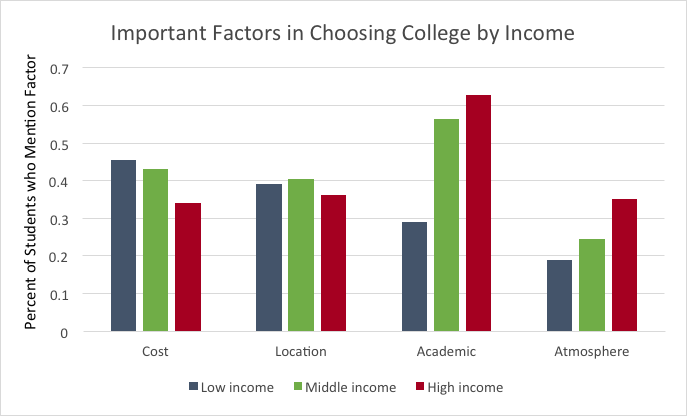 Important Factors in Choosing College by Income
Percent of Students who Mention Factor
0.7
0.6
0.5
0.4
0.3
0.2
0.1
0
Cost Location Academic Atmosphere
Low income Middle income High income